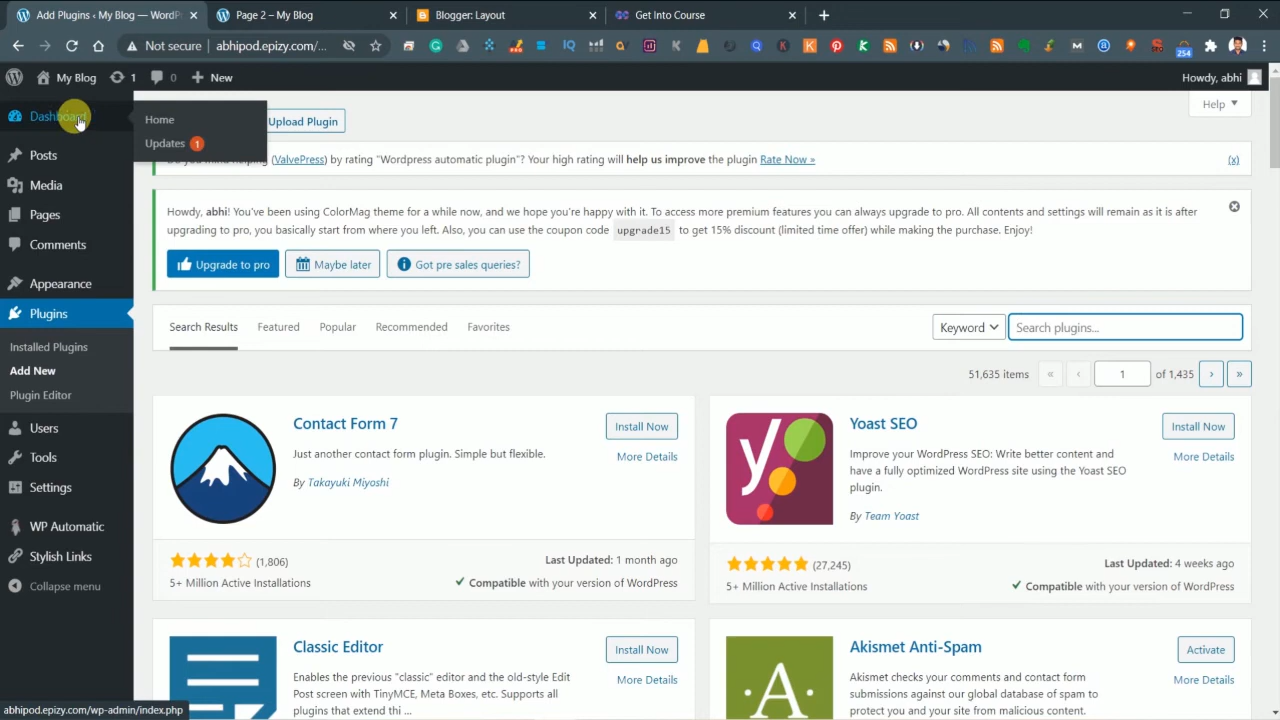 Add Plugins ‹ My Blog — WordPr
Page 2 – My Blog
Blogger: Layout
Get Into Course
Not secure
abhipod.epizy.com/...
254
My Blog
1
0
New
Howdy, abhi
Dashboard
Home
Updates 1
Upload Plugin
Help
Posts
Media
Pages
Comments
Appearance
Plugins
Installed Plugins
Add New
Plugin Editor
Users
Tools
Settings
WP Automatic
Stylish Links
Collapse menu
(ValvePress) by rating "Wordpress automatic plugin"? Your high rating will help us improve the plugin Rate Now »
(x)
Howdy, abhi! You've been using ColorMag theme for a while now, and we hope you're happy with it. To access more premium features you can always upgrade to pro. All contents and settings will remain as it is after
upgrading to pro, you basically start from where you left. Also, you can use the coupon code upgrade15 to get 15% discount (limited time offer) while making the purchase. Enjoy!
Upgrade to pro
Maybe later
Got pre sales queries?
Search Results
Featured
Popular
Recommended
Favorites
Keyword
Search plugins...
51,635 items
«
‹
1
of 1,435
›
»
Contact Form 7
Install Now
Just another contact form plugin. Simple but flexible.
More Details
By Takayuki Miyoshi
(1,806)
Last Updated: 1 month ago
5+ Million Active Installations
Compatible with your version of WordPress
Yoast SEO
Install Now
Improve your WordPress SEO: Write better content and
More Details
have a fully optimized WordPress site using the Yoast SEO
plugin.
By Team Yoast
(27,245)
Last Updated: 4 weeks ago
5+ Million Active Installations
Compatible with your version of WordPress
Classic Editor
Install Now
Enables the previous "classic" editor and the old-style Edit
More Details
Post screen with TinyMCE, Meta Boxes, etc. Supports all
plugins that extend thi ...
Akismet Anti-Spam
Activate
Akismet checks your comments and contact form
More Details
submissions against our global database of spam to
protect you and your site from malicious content.
abhipod.epizy.com/wp-admin/index.php